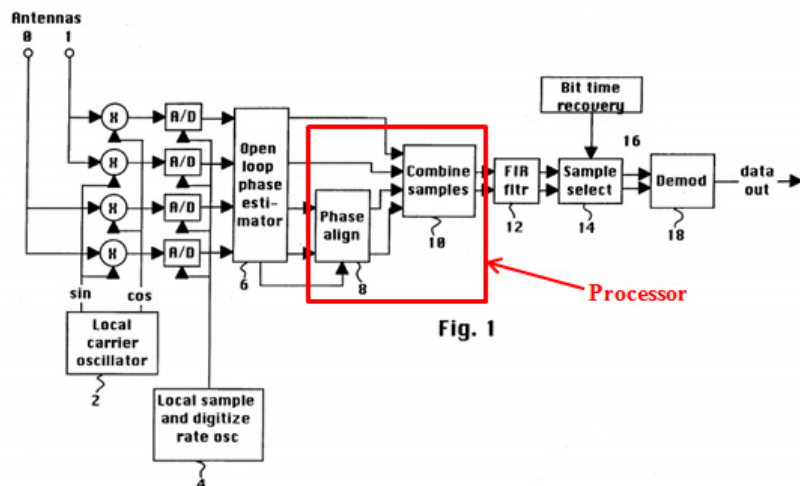 Antennas
0 1
X
A/D
X
A/D
X
A/D
X
A/D
sin
cos
Local
carrier
oscillator
2
Local sample
and digitize
rate osc
4
Open
loop
phase
esti-
mator
6
Phase
align
8
Combine
samples
10
FIR
fltr
12
Bit time
recovery
Sample
select
14
16
Demod
18
data
out
Processor
Fig. 1